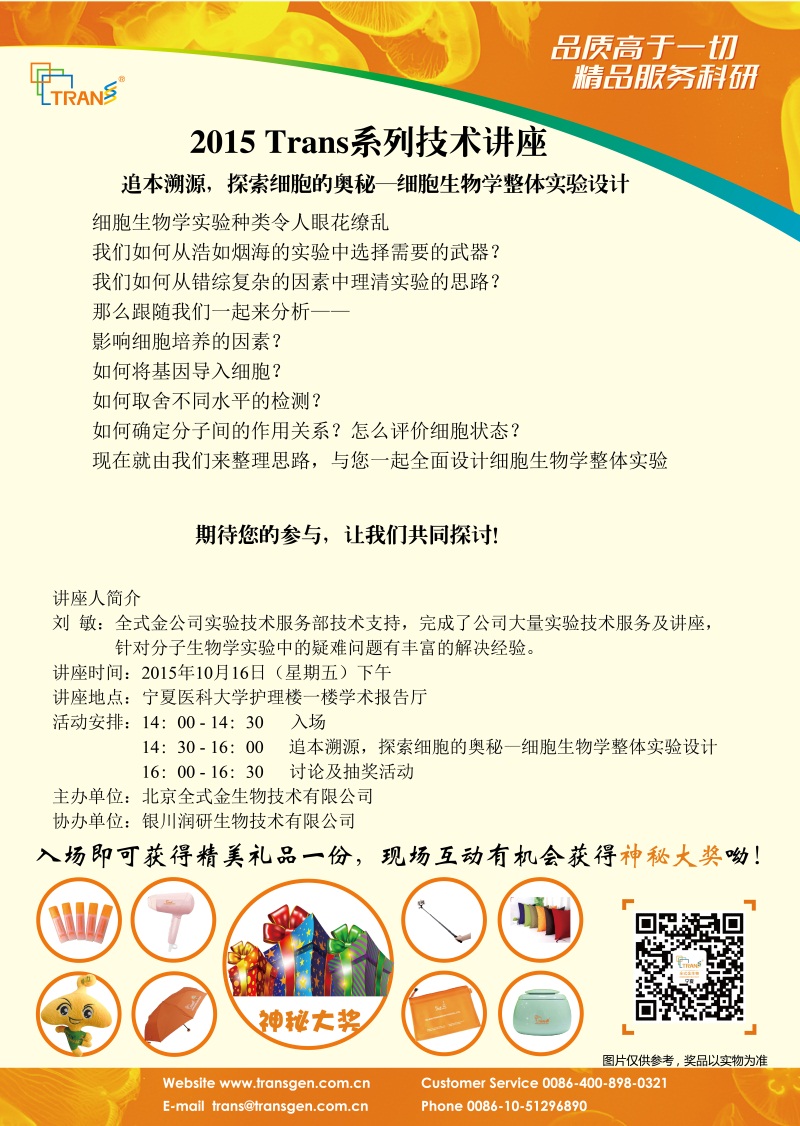 品质高于一切
精品服务科研
TRANS®
2015 Trans系列技术讲座
追本溯源，探索细胞的奥秘—细胞生物学整体实验设计
细胞生物学实验种类令人眼花缭乱
我们如何从浩如烟海的实验中选择需要的武器？
我们如何从错综复杂的因素中理清实验的思路？
那么跟随我们一起来分析——
影响细胞培养的因素？
如何将基因导入细胞？
如何取舍不同水平的检测？
如何确定分子间的作用关系？怎么评价细胞状态？
现在就由我们来整理思路，与您一起全面设计细胞生物学整体实验
期待您的参与，让我们共同探讨！
讲座人简介
刘 敏：全式金公司实验技术服务部技术支持，完成了公司大量实验技术服务及讲座，
针对分子生物学实验中的疑难问题有丰富的解决经验。
讲座时间：2015年10月16日（星期五）下午
讲座地点：宁夏医科大学护理楼一楼学术报告厅
活动安排：14：00 - 14：30 入场
14：30 - 16：00 追本溯源，探索细胞的奥秘—细胞生物学整体实验设计
16：00 - 16：30 讨论及抽奖活动
主办单位：北京全式金生物技术有限公司
协办单位：银川润研生物技术有限公司
入场即可获得精美礼品一份，现场互动有机会获得神秘大奖呦！
神秘大奖
TRANS
图片仅供参考，奖品以实物为准
Website www.transgen.com.cn Customer Service 0086-400-898-0321
E-mail trans@transgen.com.cn Phone 0086-10-51296890